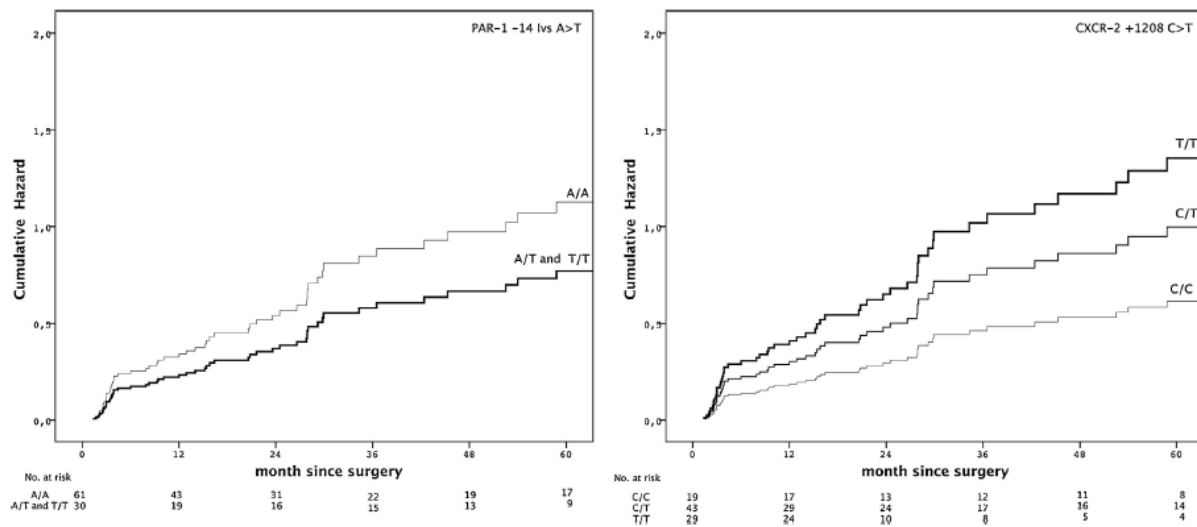 PAR-1 -14 Ivs A>T
2,0
1,5
1,0
0,5
0,0
Cumulative Hazard
A/A
A/T and T/T
0 12 24 36 48 60
month since surgery
No. at risk
A/A 61 43 31 22 19 17
A/T and T/T 30 19 16 15 13 9
CXCR-2 +1208 C>T
2,0
1,5
1,0
0,5
0,0
Cumulative Hazard
T/T
C/T
C/C
0 12 24 36 48 60
month since surgery
No. at risk
C/C 19 17 13 12 11 8
C/T 43 29 24 17 16 14
T/T 29 24 10 8 5 4